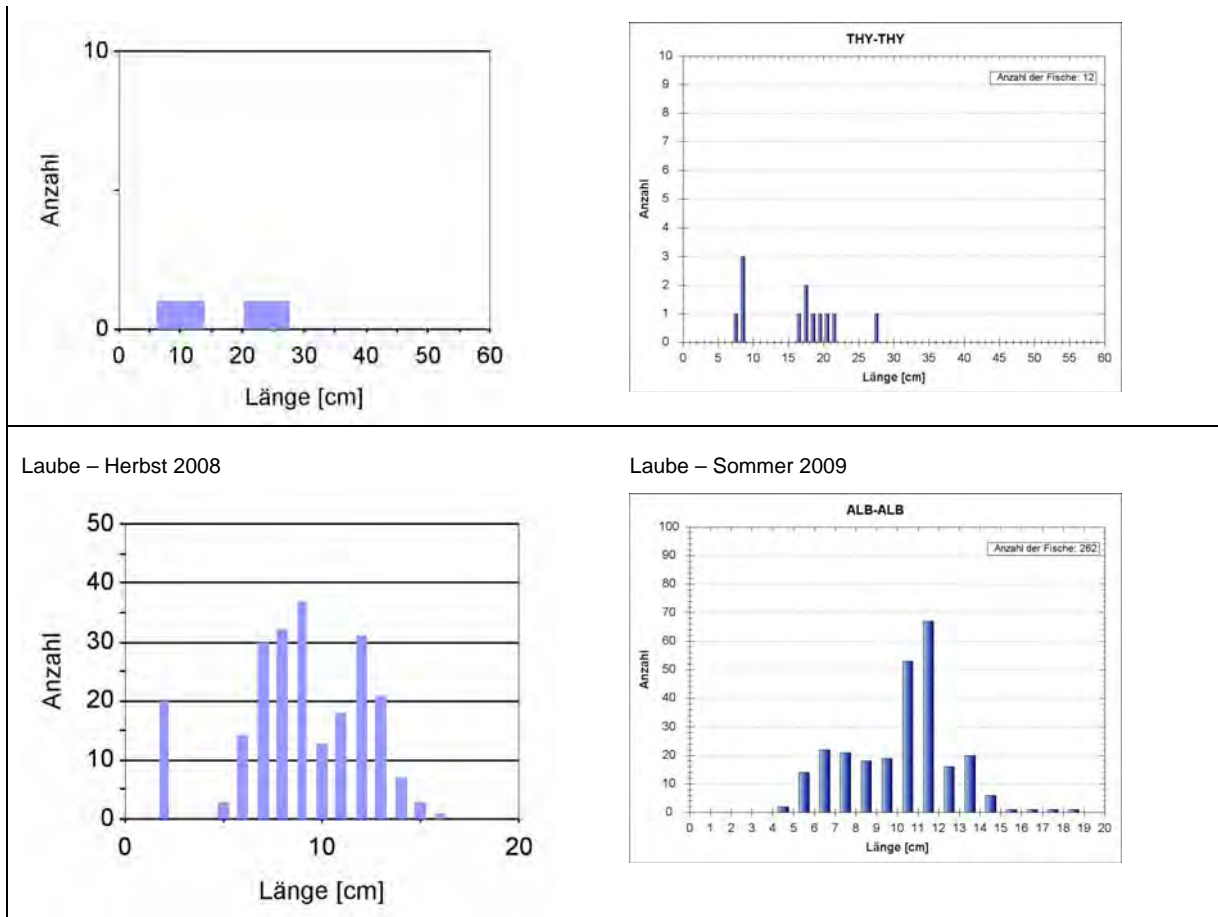 10
0
Anzahl
0 10 20 30 40 50 60
Länge [cm]
THY-THY
Anzahl der Fische: 12
10
9
8
7
6
5
4
3
2
1
0
Anzahl
0 5 10 15 20 25 30 35 40 45 50 55 60
Länge [cm]
Laube – Herbst 2008
50
40
30
20
10
0
Anzahl
0 10 20
Länge [cm]
Laube – Sommer 2009
ALB-ALB
Anzahl der Fische: 262
100
90
80
70
60
50
40
30
20
10
0
Anzahl
0 1 2 3 4 5 6 7 8 9 10 11 12 13 14 15 16 17 18 19 20
Länge [cm]